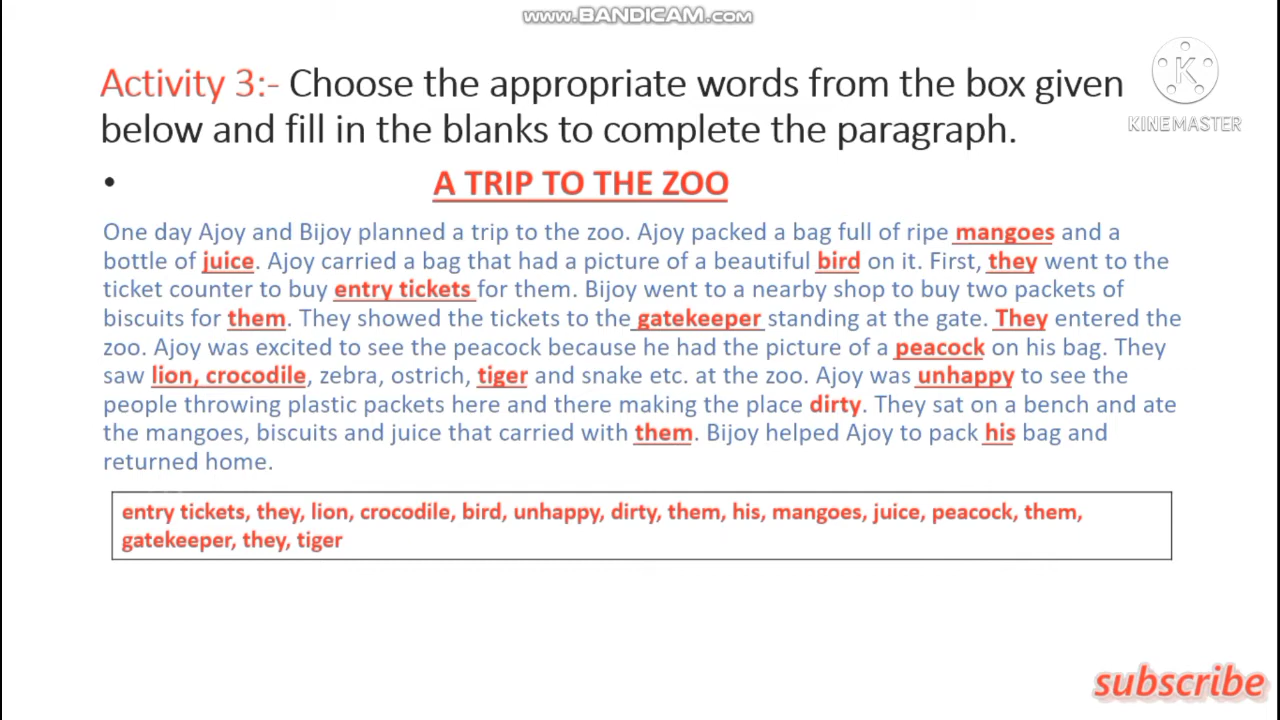 www.BANDICAM.com
Activity 3:- Choose the appropriate words from the box given
below and fill in the blanks to complete the paragraph.
KINEMASTER
• A TRIP TO THE ZOO
One day Ajoy and Bijoy planned a trip to the zoo. Ajoy packed a bag full of ripe mangoes and a
bottle of juice. Ajoy carried a bag that had a picture of a beautiful bird on it. First, they went to the
ticket counter to buy entry tickets for them. Bijoy went to a nearby shop to buy two packets of
biscuits for them. They showed the tickets to the gatekeeper standing at the gate. They entered the
zoo. Ajoy was excited to see the peacock because he had the picture of a peacock on his bag. They
saw lion, crocodile, zebra, ostrich, tiger and snake etc. at the zoo. Ajoy was unhappy to see the
people throwing plastic packets here and there making the place dirty. They sat on a bench and ate
the mangoes, biscuits and juice that carried with them. Bijoy helped Ajoy to pack his bag and
returned home.
entry tickets, they, lion, crocodile, bird, unhappy, dirty, them, his, mangoes, juice, peacock, them,
gatekeeper, they, tiger
subscribe